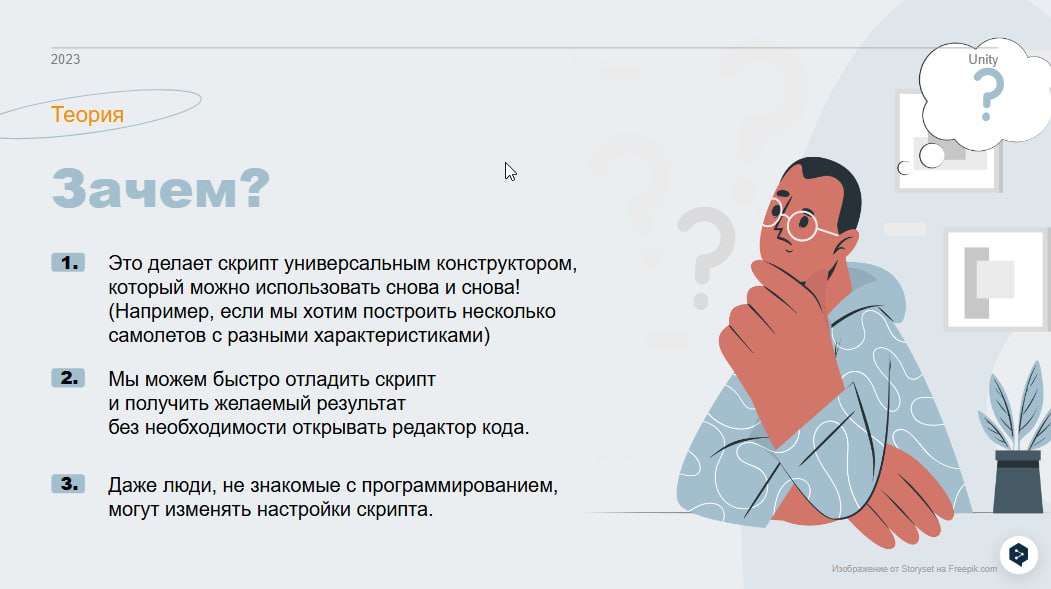 2023
Unity
Теория
Зачем?
1. Это делает скрипт универсальным конструктором,
который можно использовать снова и снова!
(Например, если мы хотим построить несколько
самолетов с разными характеристиками)
2. Мы можем быстро отладить скрипт
и получить желаемый результат
без необходимости открывать редактор кода.
3. Даже люди, не знакомые с программированием,
могут изменять настройки скрипта.
?
Изображение от Storyset на Freepik.com